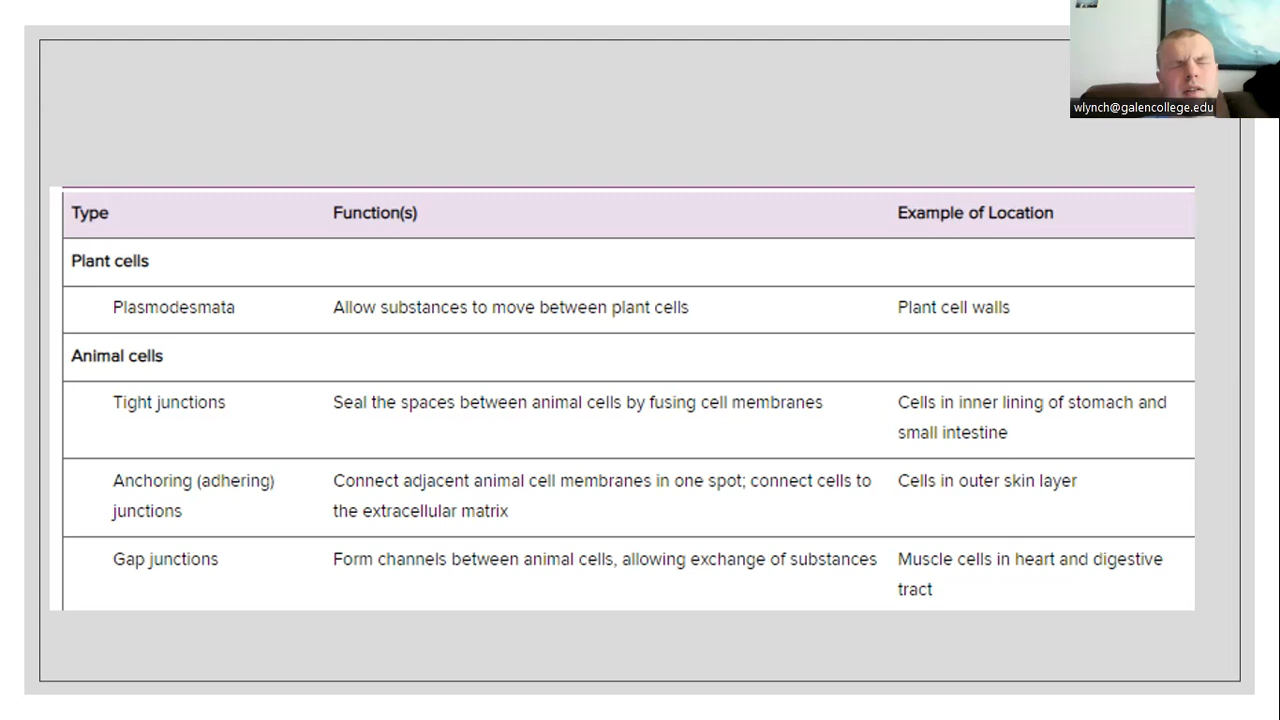 wlynch@galencollege.edu
Type Function(s) Example of Location
Plant cells
Plasmodesmata Allow substances to move between plant cells Plant cell walls
Animal cells
Tight junctions Seal the spaces between animal cells by fusing cell membranes Cells in inner lining of stomach and
small intestine
Anchoring (adhering) Connect adjacent animal cell membranes in one spot; connect cells to Cells in outer skin layer
junctions the extracellular matrix
Gap junctions Form channels between animal cells, allowing exchange of substances Muscle cells in heart and digestive
tract